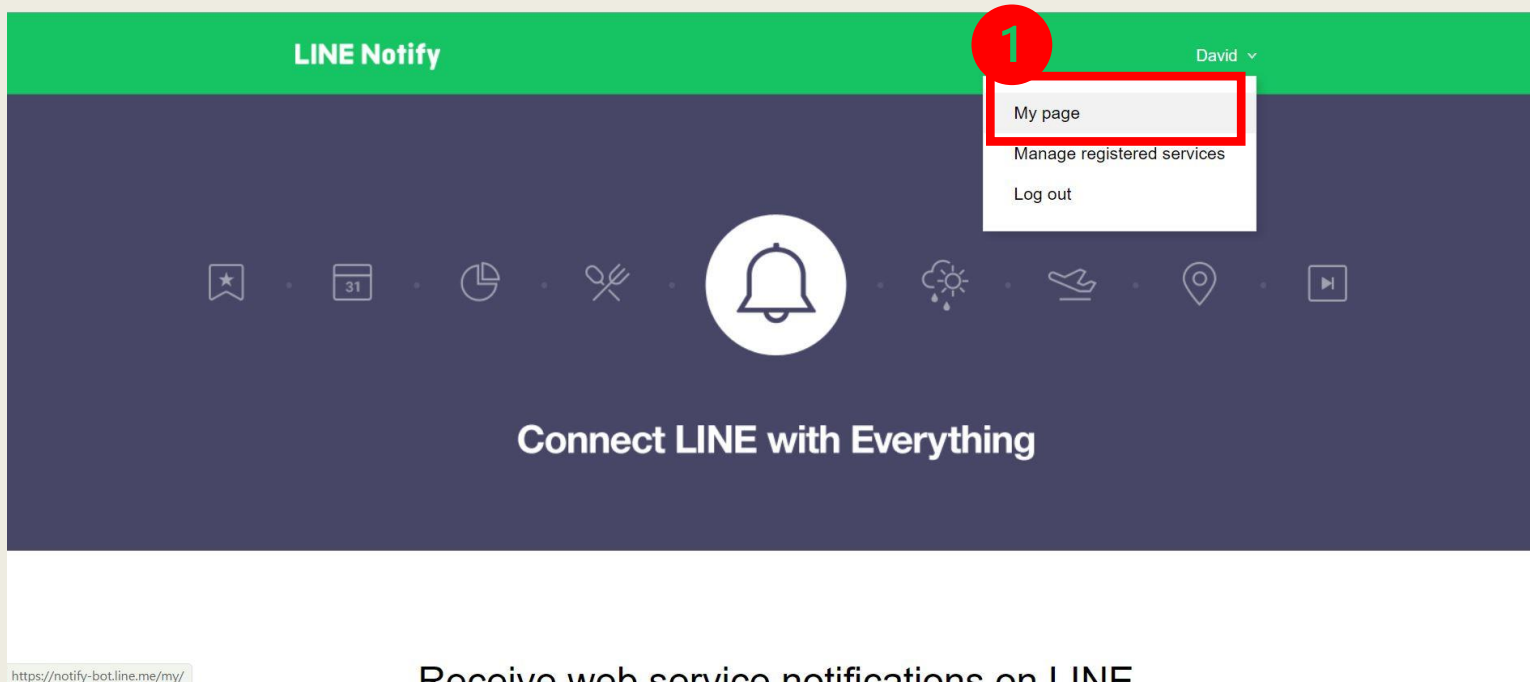 LINE Notify
1
David
My page
Manage registered services
Log out
31
Connect LINE with Everything
Receive web service notifications on LINE
https://notify-bot.line.me/my/